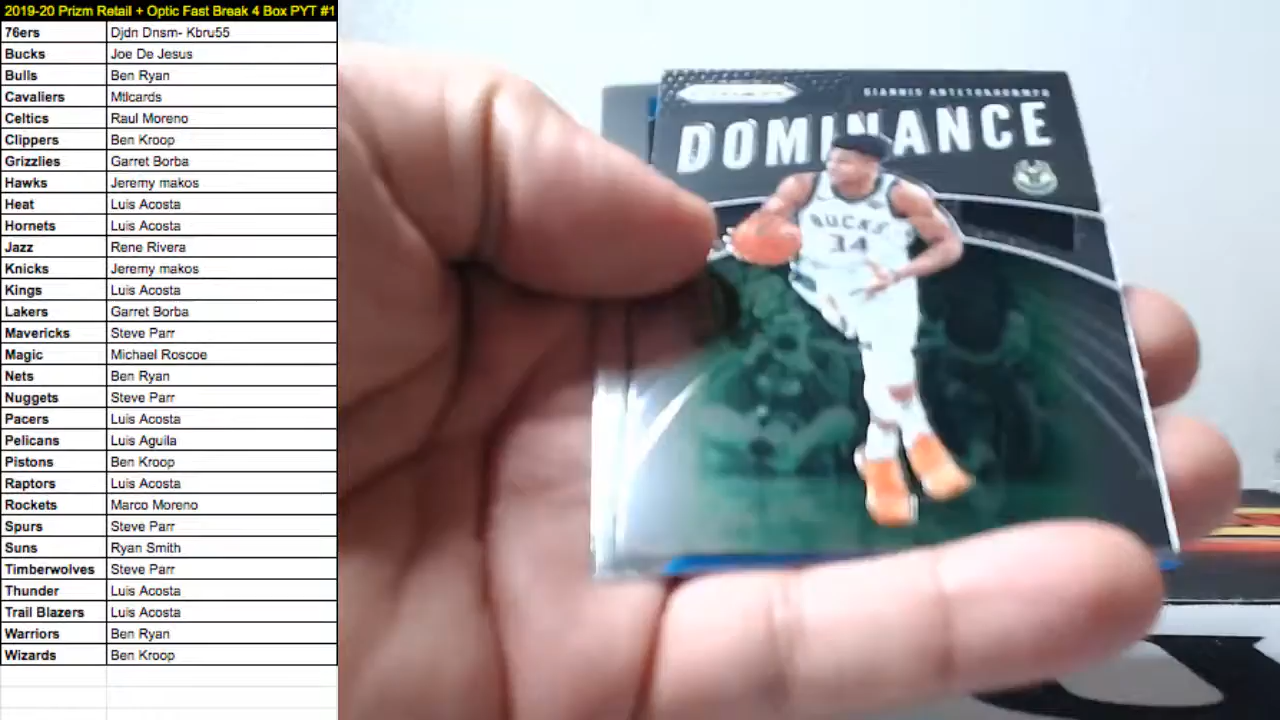 2019-20 Prizm Retail + Optic Fast Break 4 Box PYT #1
76ers Djdn Dnsm- Kbru55
Bucks Joe De Jesus
Bulls Ben Ryan
Cavaliers Mtlcards
Celtics Raul Moreno
Clippers Ben Kroop
Grizzlies Garret Borba
Hawks Jeremy makos
Heat Luis Acosta
Hornets Luis Acosta
Jazz Rene Rivera
Knicks Jeremy makos
Kings Luis Acosta
Lakers Garret Borba
Mavericks Steve Parr
Magic Michael Roscoe
Nets Ben Ryan
Nuggets Steve Parr
Pacers Luis Acosta
Pelicans Luis Aguila
Pistons Ben Kroop
Raptors Luis Acosta
Rockets Marco Moreno
Spurs Steve Parr
Suns Ryan Smith
Timberwolves Steve Parr
Thunder Luis Acosta
Trail Blazers Luis Acosta
Warriors Ben Ryan
Wizards Ben Kroop
GIANNIS ANTETOKOUNMPO
DOMINANCE
BUCKS
34